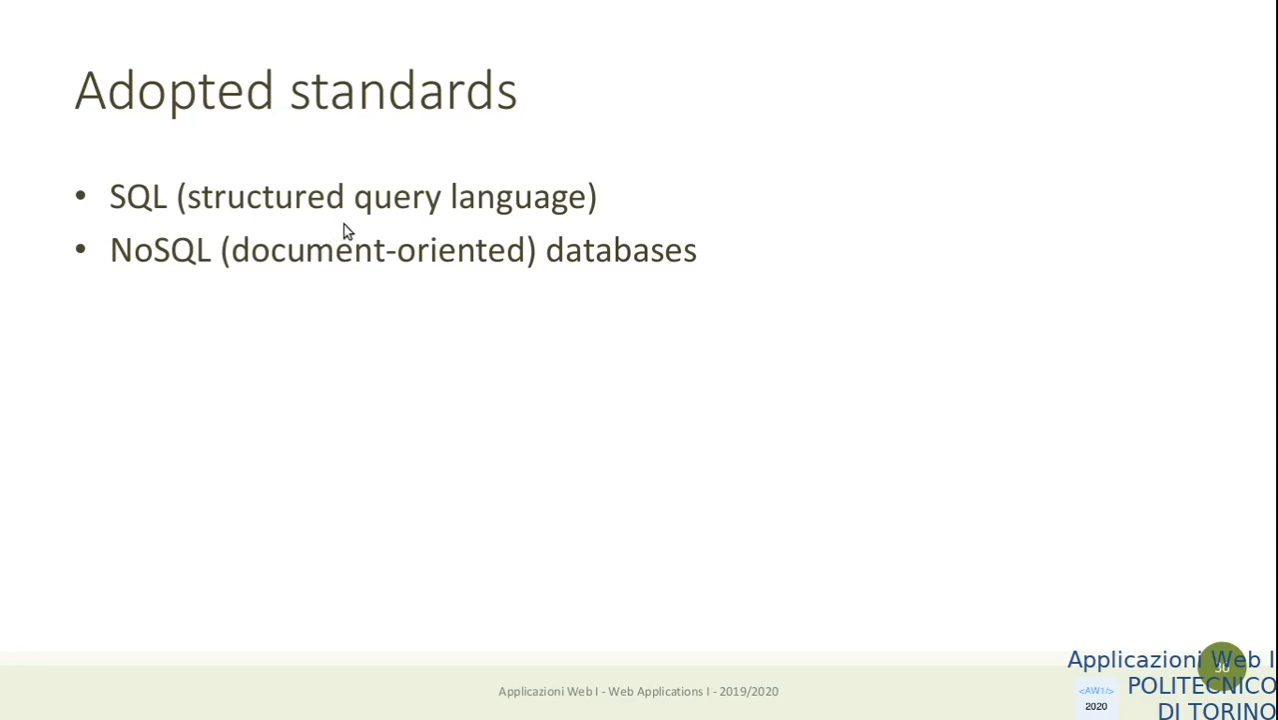 Adopted standards
• SQL (structured query language)
• NoSQL (document-oriented) databases
Applicazioni Web I - Web Applications I - 2019/2020
36
Applicazioni Web I
POLITECNICO
DI TORINO
<AW1/>
2020